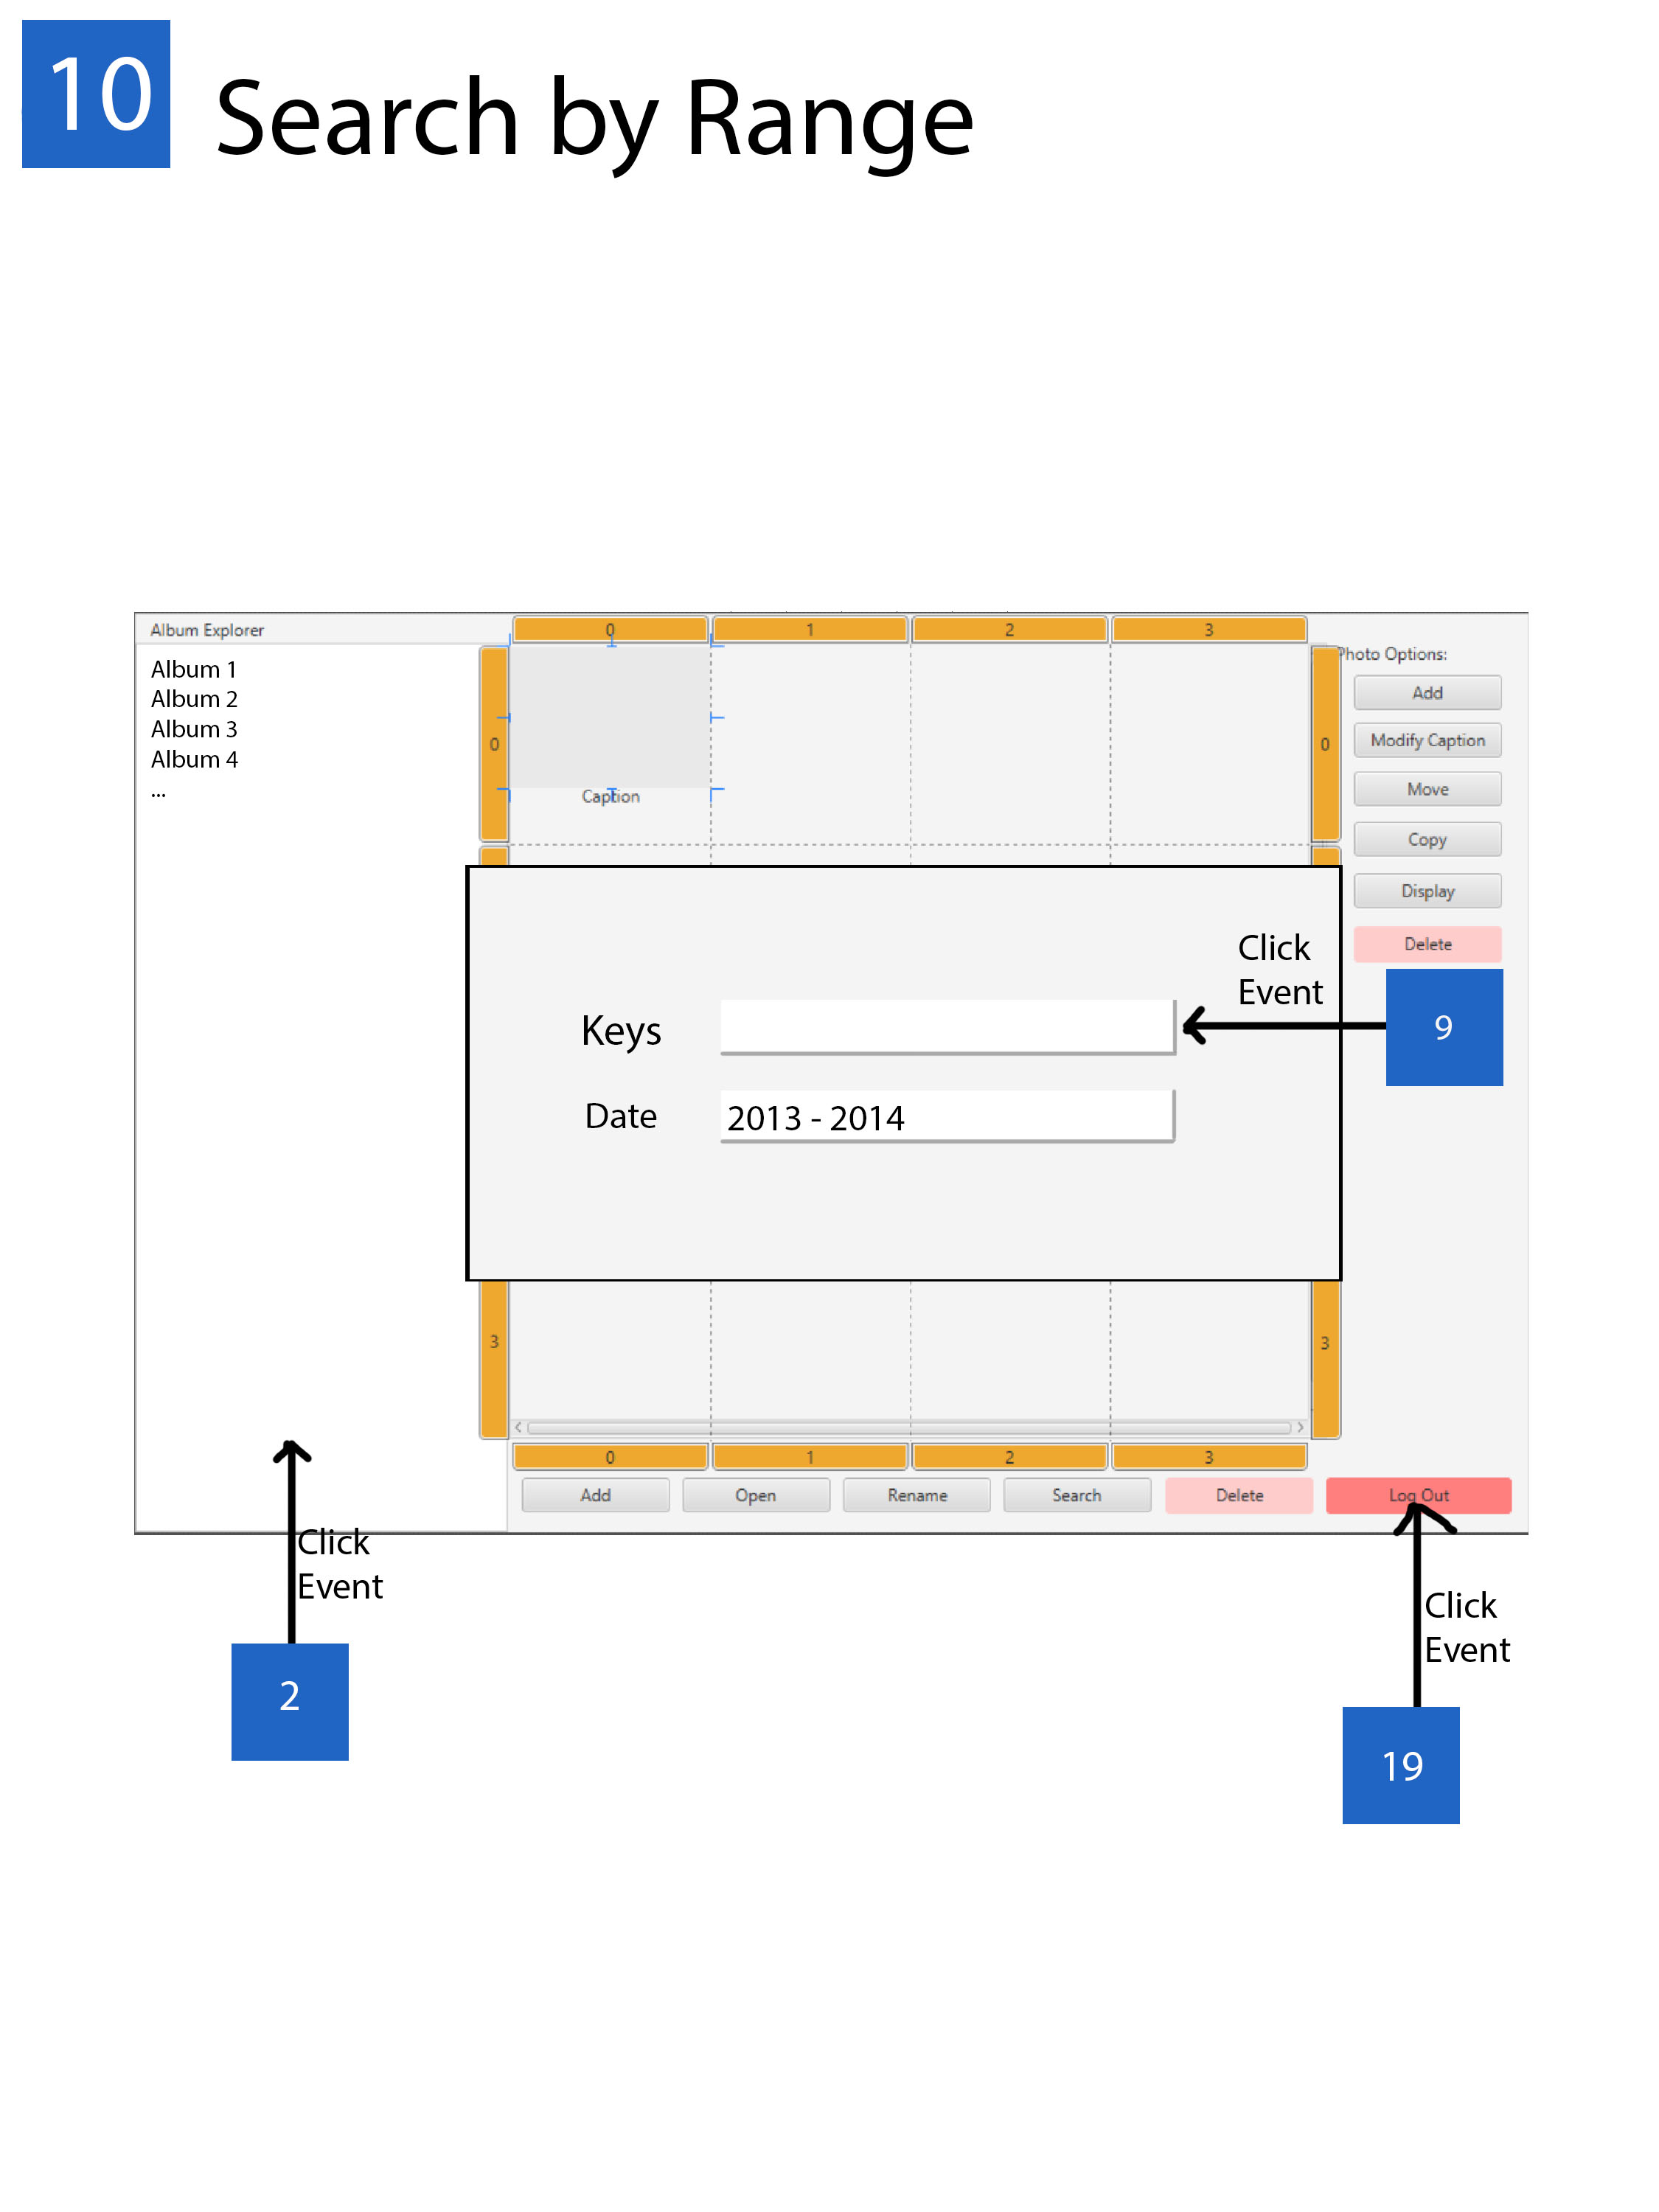 10
Search by Range
Album Explorer
0 1 2 3
Album 1
Album 2
Album 3
Album 4
...
0
Caption
0
Photo Options:
Add
Modify Caption
Move
Copy
Display
Delete
Click
Event
Keys
9
Date
2013 - 2014
3
3
0 1 2 3
Add Open Rename Search Delete Log Out
Click
Event
2
Click
Event
19